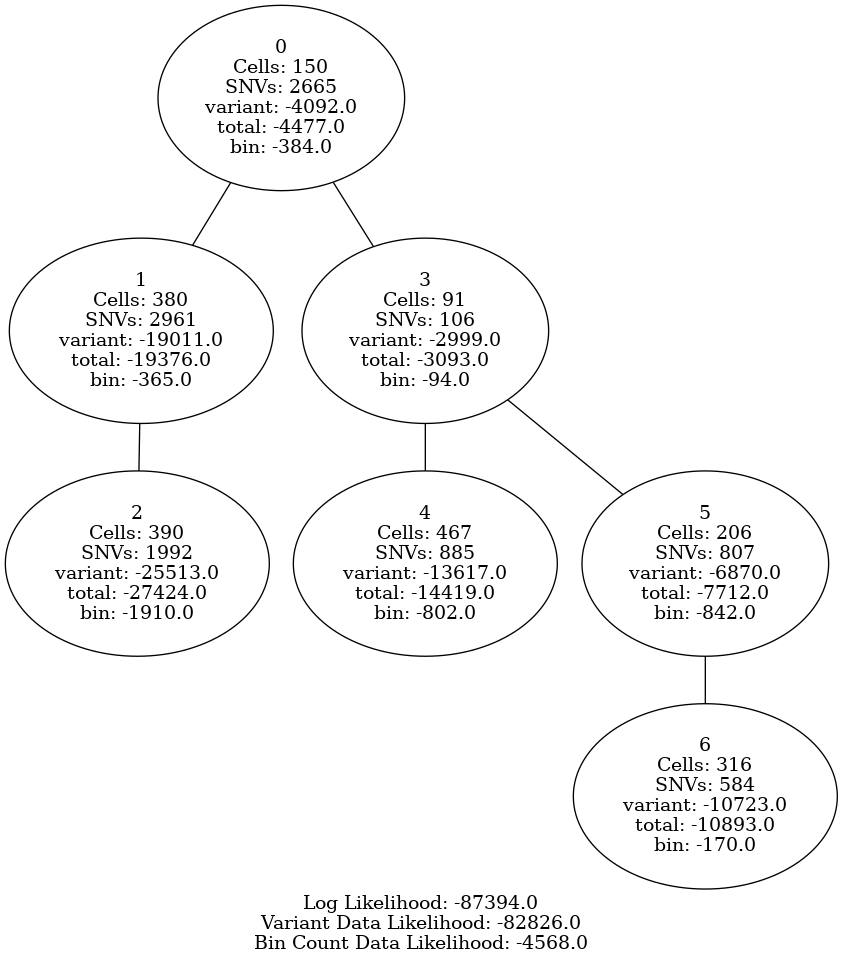 0
Cells: 150
SNVs: 2665
variant: -4092.0
total: -4477.0
bin: -384.0
1
Cells: 380
SNVs: 2961
variant: -19011.0
total: -19376.0
bin: -365.0
3
Cells: 91
SNVs: 106
variant: -2999.0
total: -3093.0
bin: -94.0
2
Cells: 390
SNVs: 1992
variant: -25513.0
total: -27424.0
bin: -1910.0
4
Cells: 467
SNVs: 885
variant: -13617.0
total: -14419.0
bin: -802.0
5
Cells: 206
SNVs: 807
variant: -6870.0
total: -7712.0
bin: -842.0
6
Cells: 316
SNVs: 584
variant: -10723.0
total: -10893.0
bin: -170.0
Log Likelihood: -87394.0
Variant Data Likelihood: -82826.0
Bin Count Data Likelihood: -4568.0